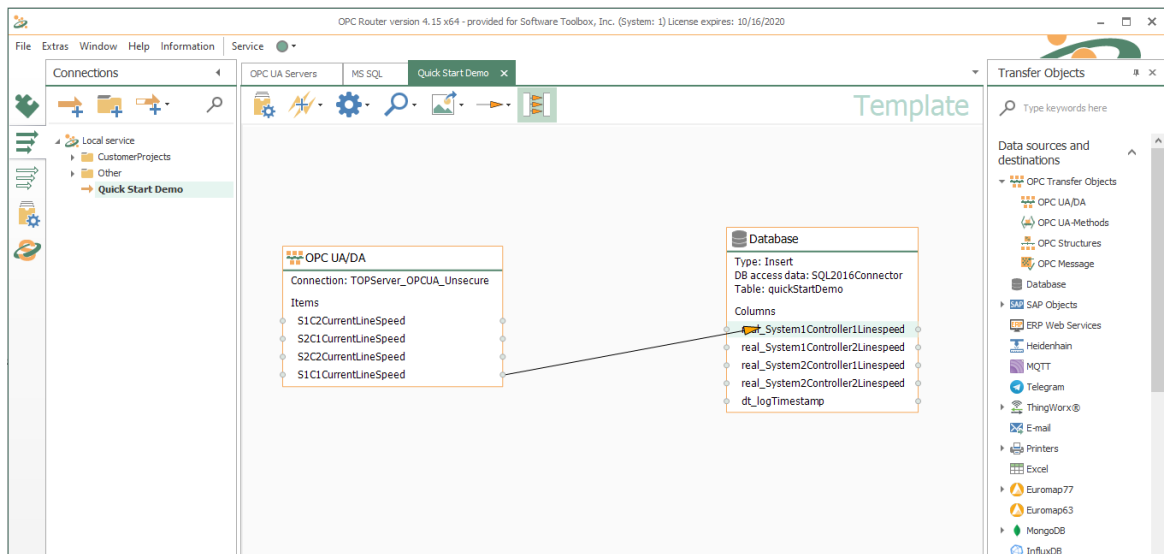 OPC Router version 4.15 x64 - provided for Software Toolbox, Inc. (System: 1) License expires: 10/16/2020
File Extras Window Help Information Service
Connections
Local service
CustomerProjects
Other
Quick Start Demo
OPC UA Servers MS SQL Quick Start Demo
Template
OPC UA/DA
Connection: TOPServer_OPCUA_Unsecure
Items
S1C2CurrentLineSpeed
S2C1CurrentLineSpeed
S2C2CurrentLineSpeed
S1C1CurrentLineSpeed
Database
Type: Insert
DB access data: SQL2016Connector
Table: quickStartDemo
Columns
real_System1Controller1Linespeed
real_System1Controller2Linespeed
real_System2Controller1Linespeed
real_System2Controller2Linespeed
dt_logTimestamp
Transfer Objects
Type keywords here
Data sources and
destinations
OPC Transfer Objects
OPC UA/DA
OPC UA-Methods
OPC Structures
OPC Message
Database
SAP SAP Objects
ERP ERP Web Services
Heidenhain
MQTT
Telegram
ThingWorx®
E-mail
Printers
Excel
Euromap77
Euromap63
MongoDB
InfluxDB